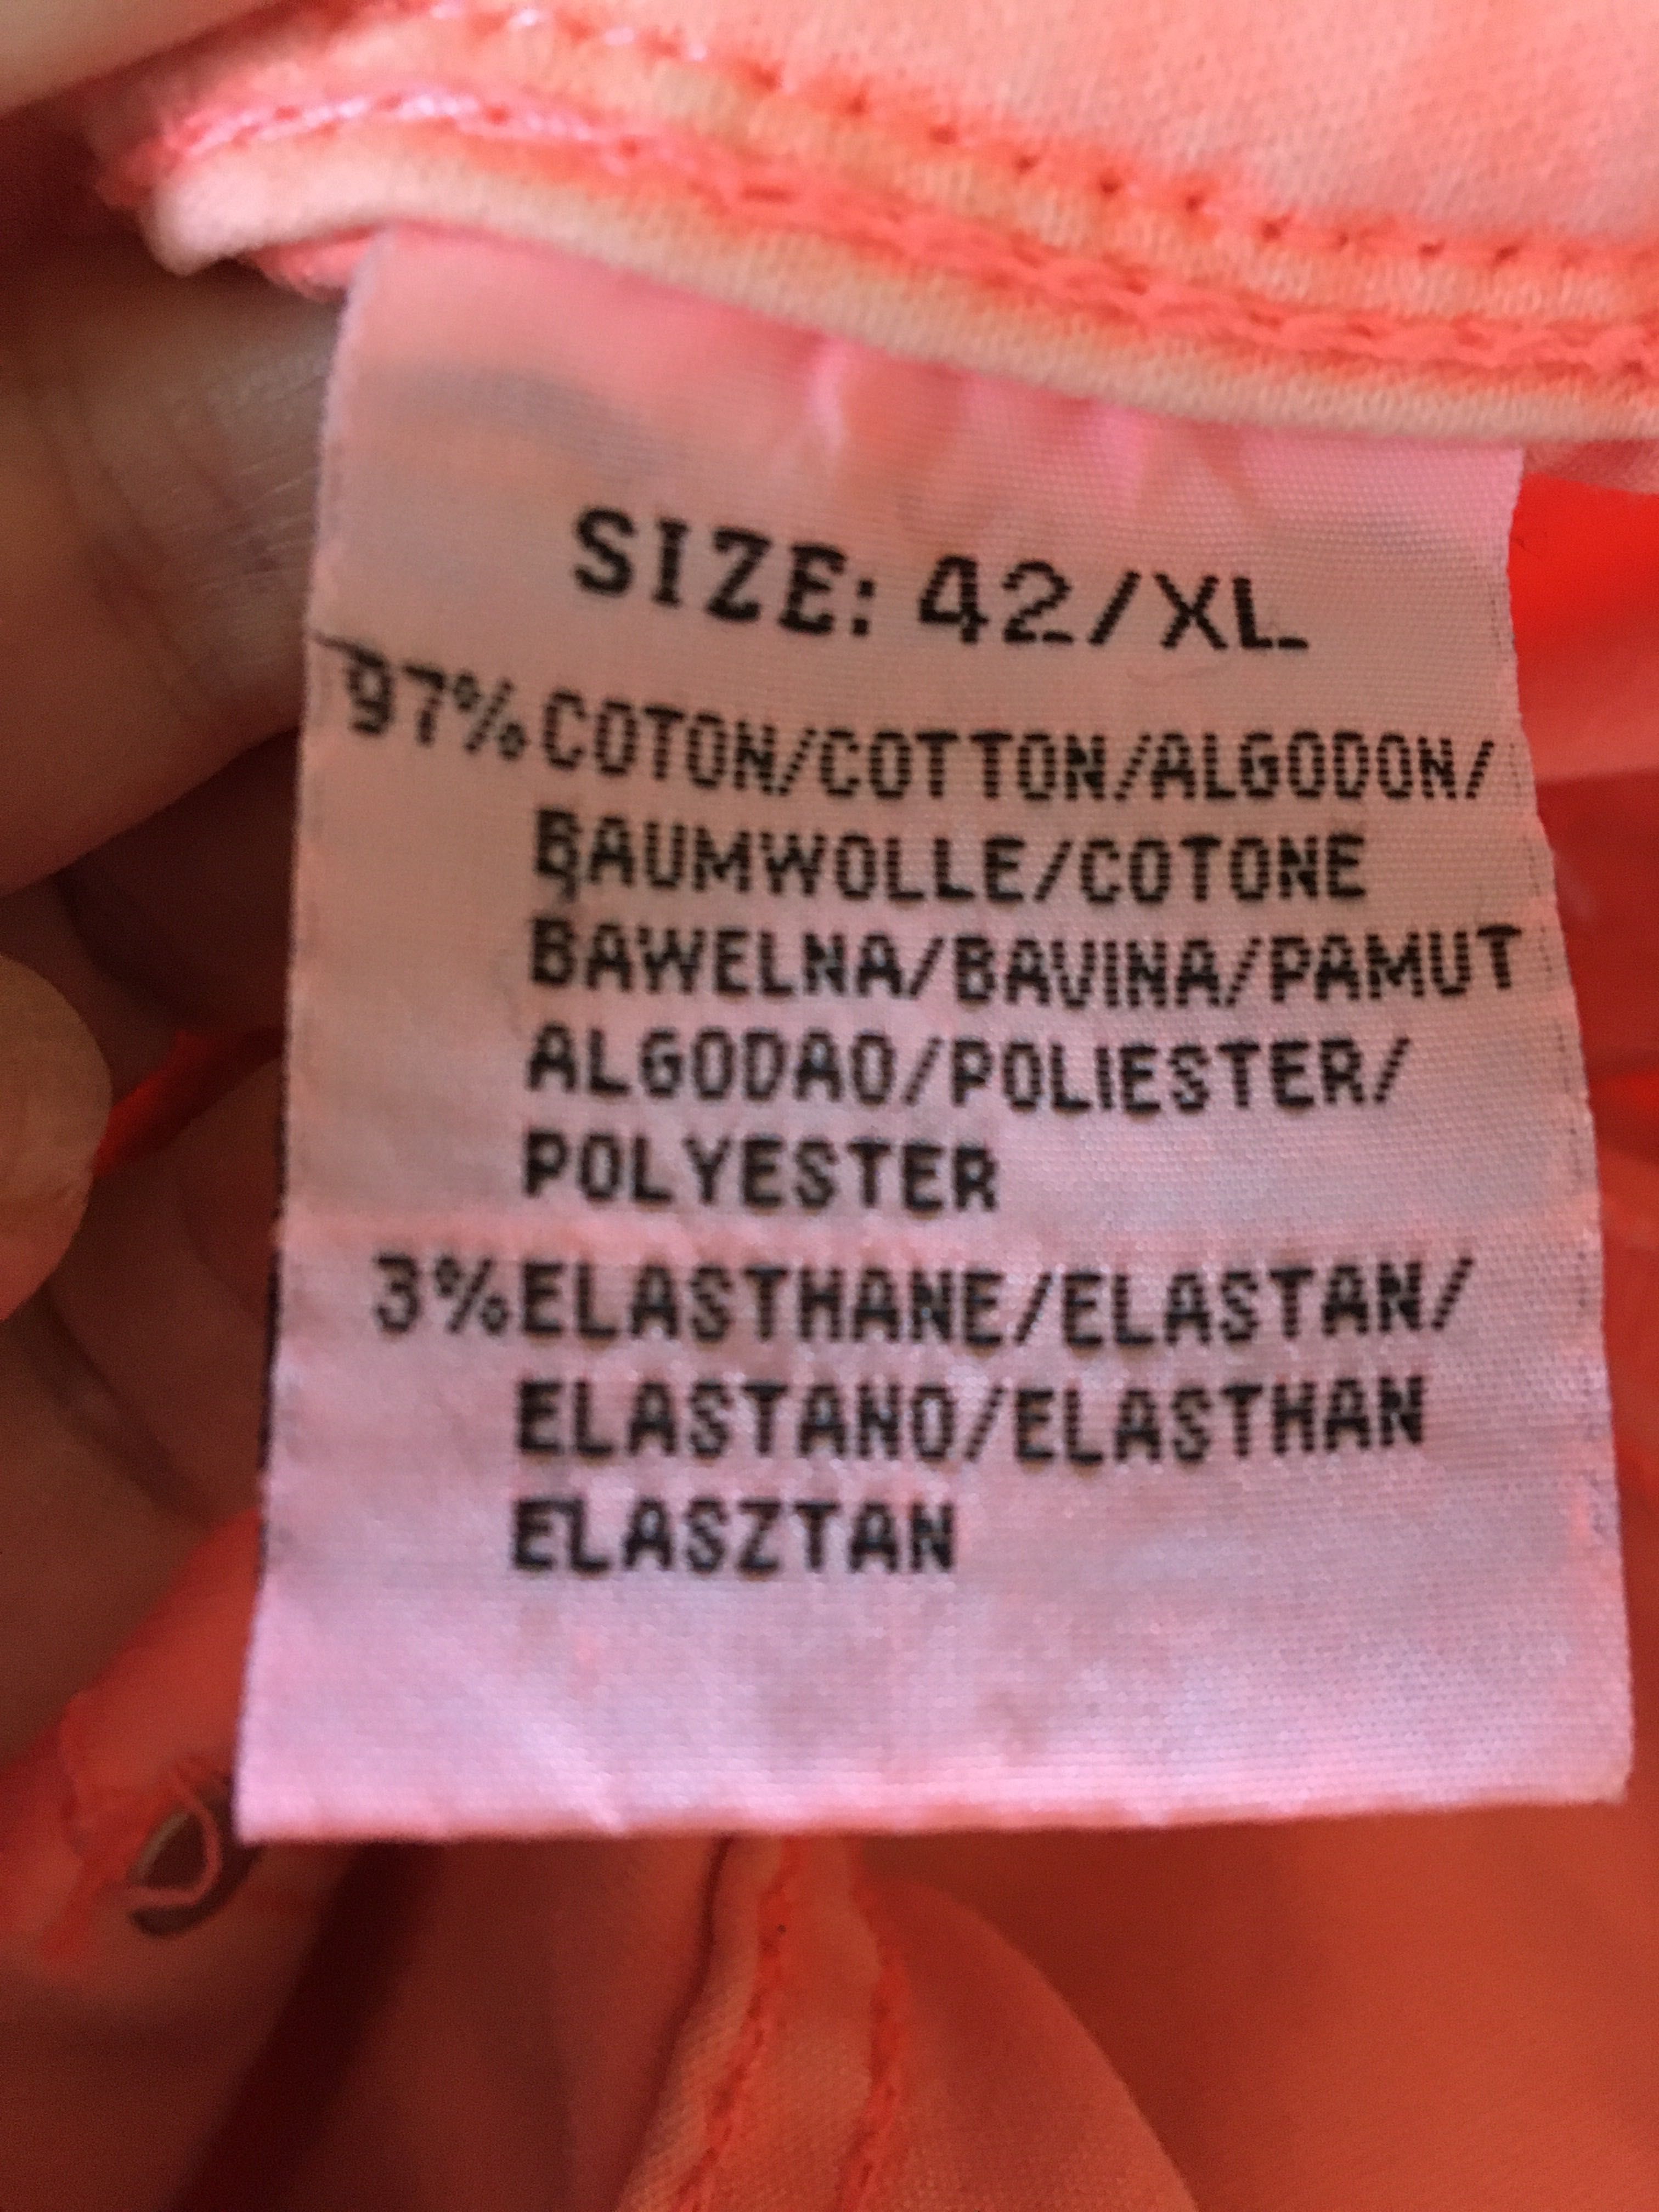 SIZE: 42/XL
97% COTON/COTTON/ALGODON/
BAUMWOLLE/COTONE
BAWELNA/BAVINA/PAMUT
ALGODAO/POLIESTER/
POLYESTER
3% ELASTHANE/ELASTAN/
ELASTANO/ELASTHAN
ELASZTAN